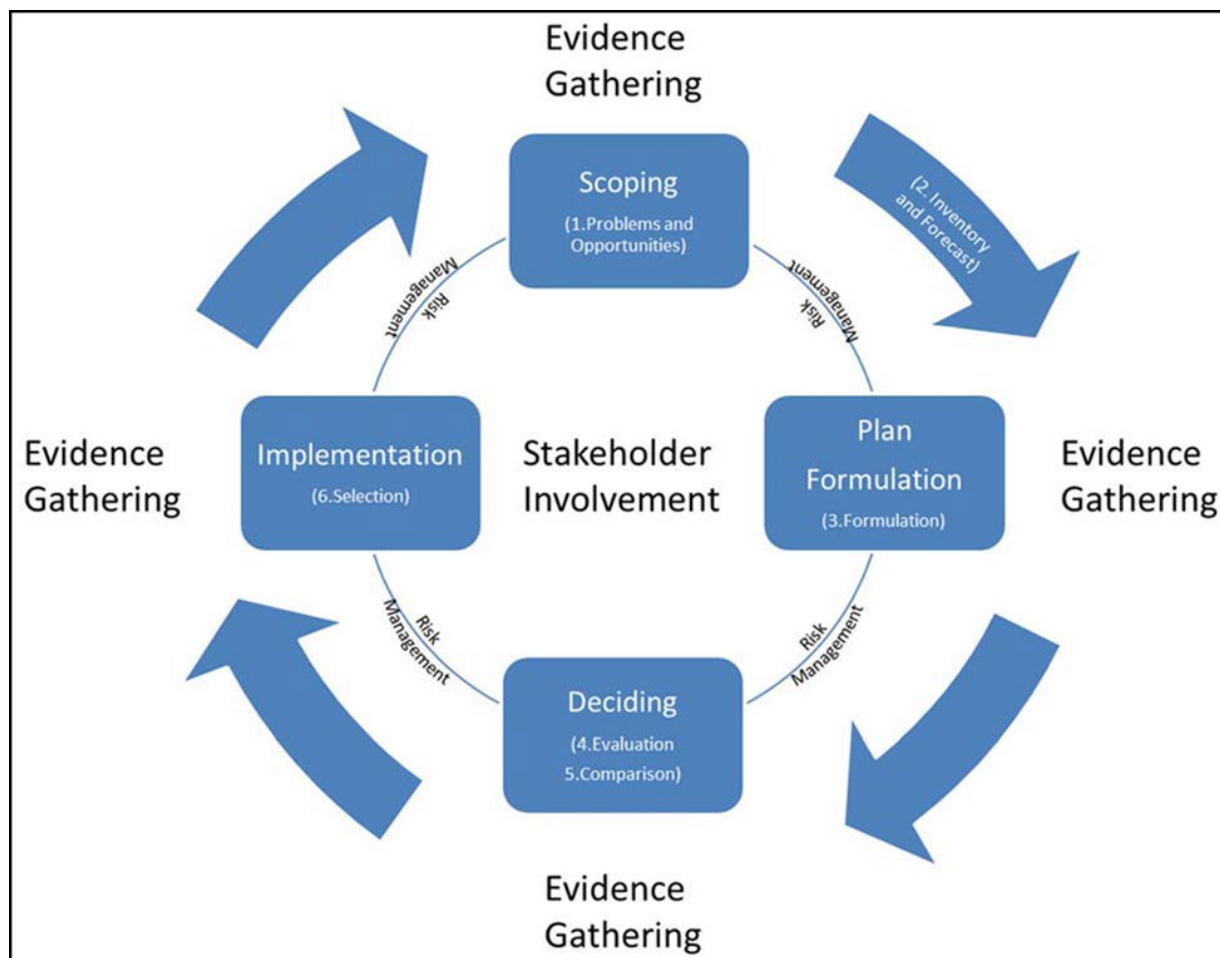 Evidence
Gathering
Scoping
(1.Problems and
Opportunities)
(2. Inventory
and Forecast)
Risk
Management
Risk
Management
Evidence
Gathering
Implementation
(6.Selection)
Stakeholder
Involvement
Plan
Formulation
(3.Formulation)
Evidence
Gathering
Risk
Management
Risk
Management
Deciding
(4.Evaluation
5.Comparison)
Evidence
Gathering